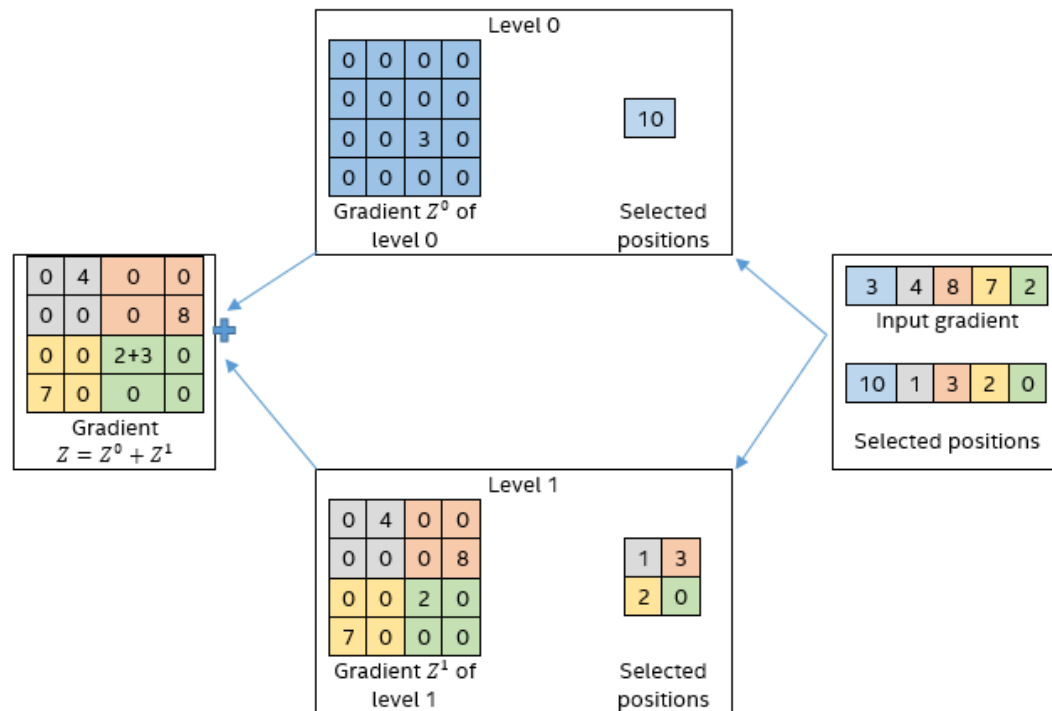 Level 0
0 0 0 0
0 0 0 0
0 0 3 0
0 0 0 0
10
Gradient Z⁰ of
level 0
Selected
positions
0 4 0 0
0 0 0 8
0 0 2+3 0
7 0 0 0
Gradient
Z = Z⁰ + Z¹
3 4 8 7 2
Input gradient
10 1 3 2 0
Selected positions
Level 1
0 4 0 0
0 0 0 8
0 0 2 0
7 0 0 0
1 3
2 0
Gradient Z¹ of
level 1
Selected
positions